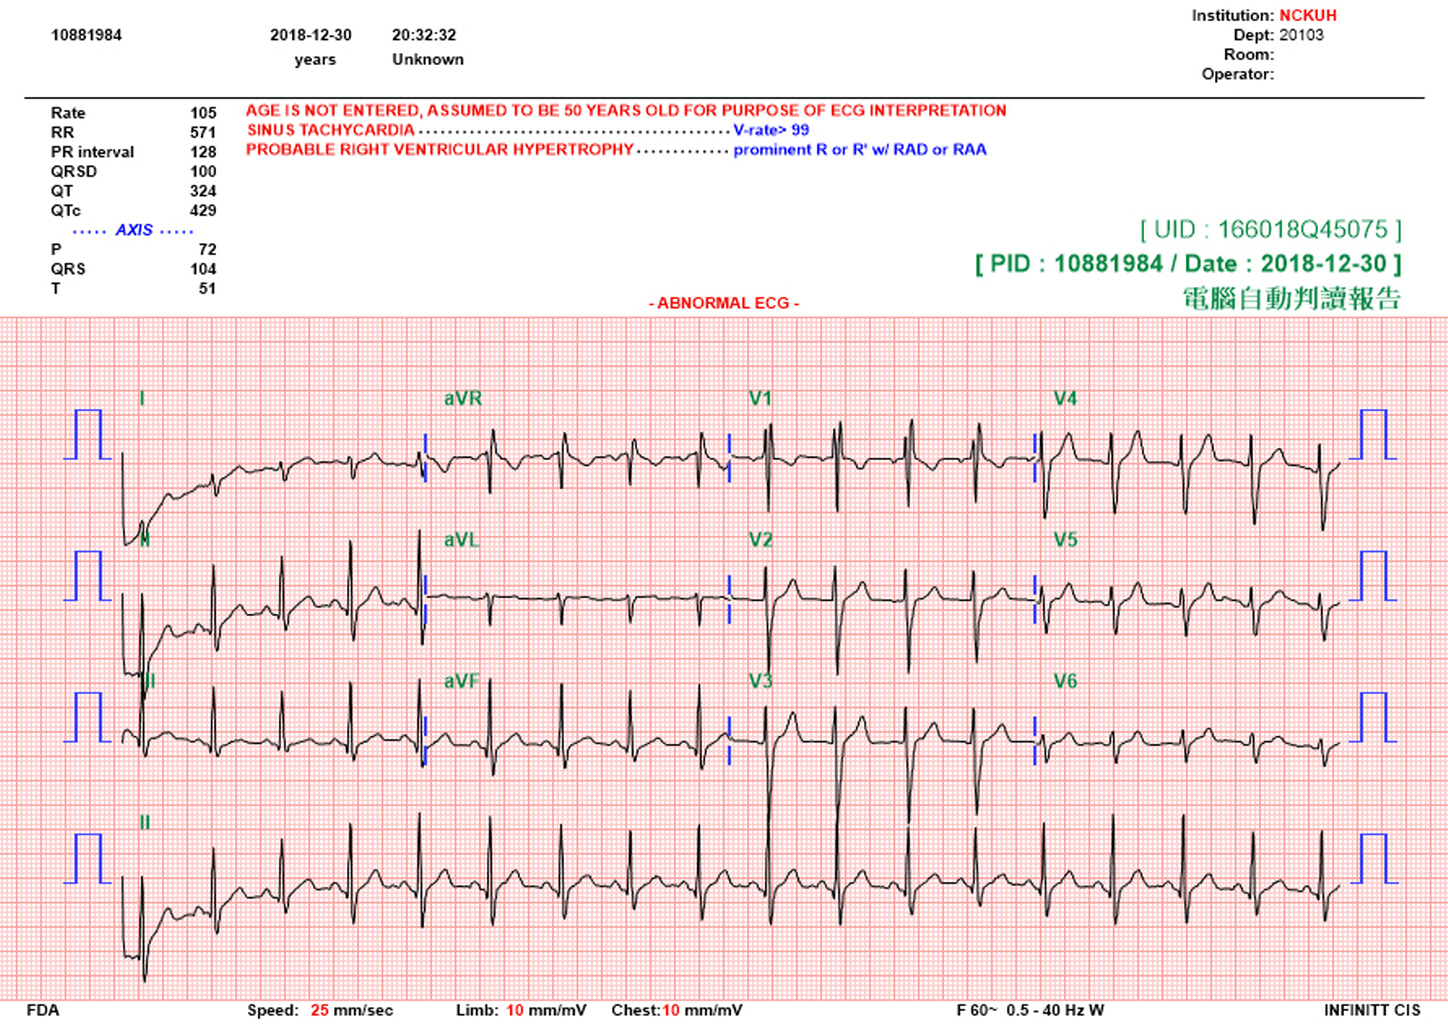 Institution: NCKUH
10881984 2018-12-30 20:32:32 Dept: 20103
years Unknown Room:
Operator:
Rate 105 AGE IS NOT ENTERED, ASSUMED TO BE 50 YEARS OLD FOR PURPOSE OF ECG INTERPRETATION
RR 571 SINUS TACHYCARDIA ........................................ V-rate> 99
PR interval 128 PROBABLE RIGHT VENTRICULAR HYPERTROPHY ............. prominent R or R' w/ RAD or RAA
QRSD 100
QT 324
QTc 429
..... AXIS .....
P 72
QRS 104
T 51
[ UID : 166018Q45075 ]
[ PID : 10881984 / Date : 2018-12-30 ]
電腦自動判讀報告
- ABNORMAL ECG -
I aVR V1 V4
II aVL V2 V5
III aVF V3 V6
II
FDA Speed: 25 mm/sec Limb: 10 mm/mV Chest:10 mm/mV F 60~ 0.5 - 40 Hz W INFINITT CIS